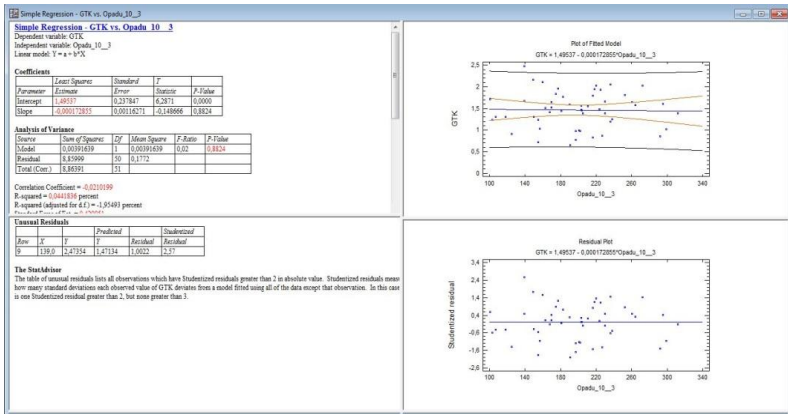 Simple Regression - GTK vs. Opadu_10__3
Simple Regression - GTK vs. Opadu_10__3
Dependent variable: GTK
Independent variable: Opadu_10__3
Linear model: Y = a + b*X
Coefficients
Least Squares Standard T
Parameter Estimate Error Statistic P-Value
Intercept 1,49537 0,237847 6,2871 0,0000
Slope -0,000172855 0,00116271 -0,148666 0,8824
Analysis of Variance
Source Sum of Squares Df Mean Square F-Ratio P-Value
Model 0,00391639 1 0,00391639 0,02 0,8824
Residual 8,85999 50 0,1772
Total (Corr.) 8,86391 51
Correlation Coefficient = -0,0210199
R-squared = 0,0441836 percent
R-squared (adjusted for d.f.) = -1,95493 percent
Unusual Residuals
Predicted Studentized
Row X Y Y Residual Residual
9 139,0 2,47354 1,47134 1,0022 2,57
The StatAdvisor
The table of unusual residuals lists all observations which have Studentized residuals greater than 2 in absolute value. Studentized residuals meas
how many standard deviations each observed value of GTK deviates from a model fitted using all of the data except that observation. In this case
is one Studentized residual greater than 2, but none greater than 3.
Plot of Fitted Model
GTK = 1,49537 - 0,000172855*Opadu_10__3
GTK
2,5
2
1,5
1
0,5
0
100 140 180 220 260 300 340
Opadu_10__3
Residual Plot
GTK = 1,49537 - 0,000172855*Opadu_10__3
Studentized residual
3,4
2,4
1,4
0,4
-0,6
-1,6
-2,6
100 140 180 220 260 300 340
Opadu_10__3